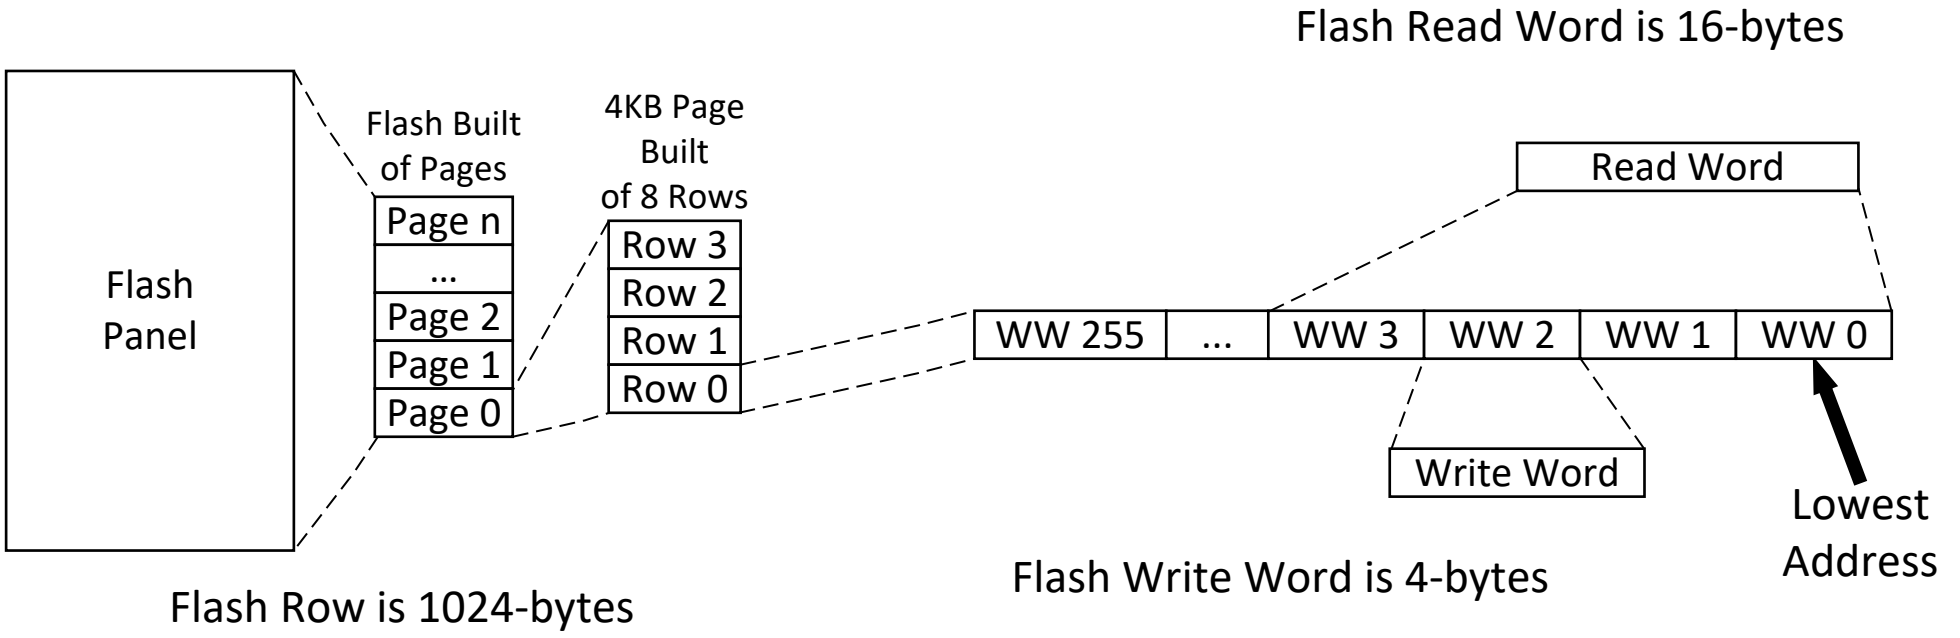 Flash Read Word is 16-bytes
Flash
Panel
Flash Built
of Pages
Page n
...
Page 2
Page 1
Page 0
4KB Page
Built
of 8 Rows
Row 3
Row 2
Row 1
Row 0
Read Word
WW 255 ... WW 3 WW 2 WW 1 WW 0
Write Word
Lowest
Address
Flash Write Word is 4-bytes
Flash Row is 1024-bytes